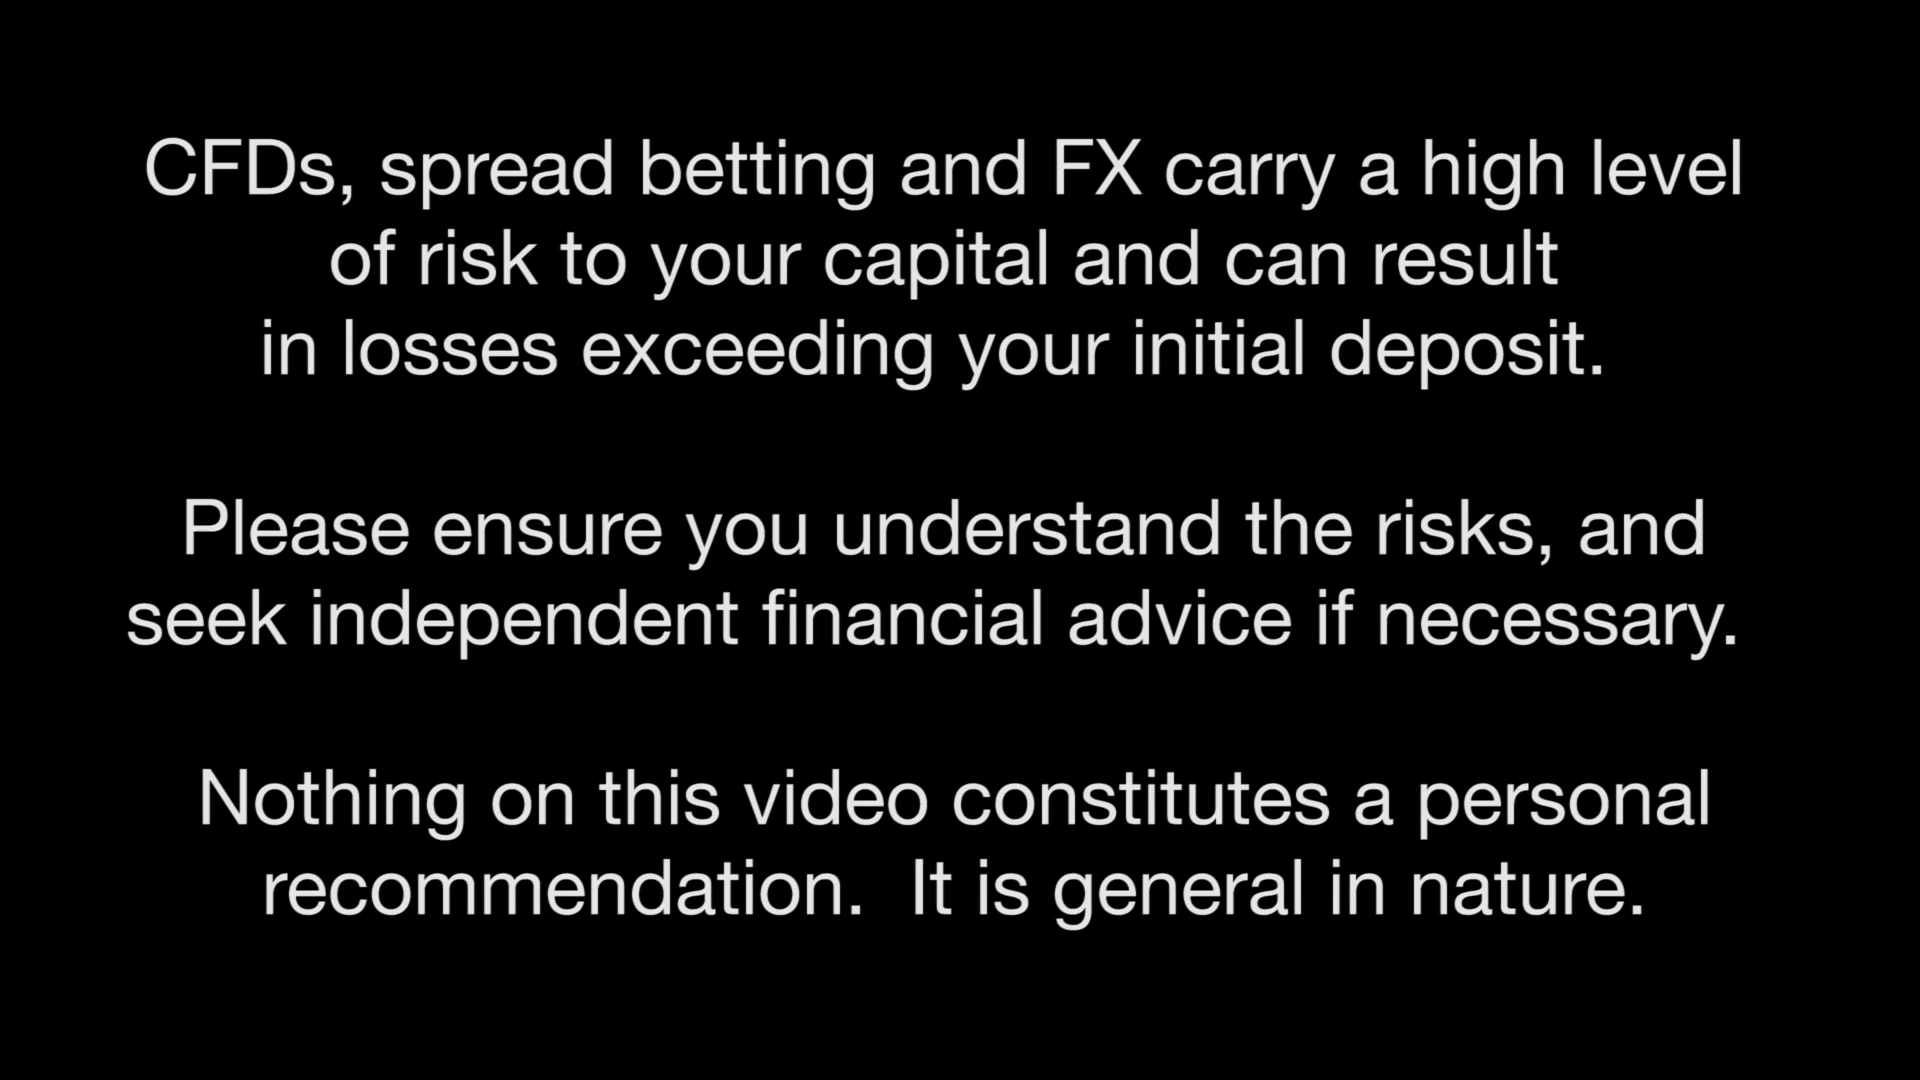 CFDs, spread betting and FX carry a high level
of risk to your capital and can result
in losses exceeding your initial deposit.
Please ensure you understand the risks, and
seek independent financial advice if necessary.
Nothing on this video constitutes a personal
recommendation.  It is general in nature.